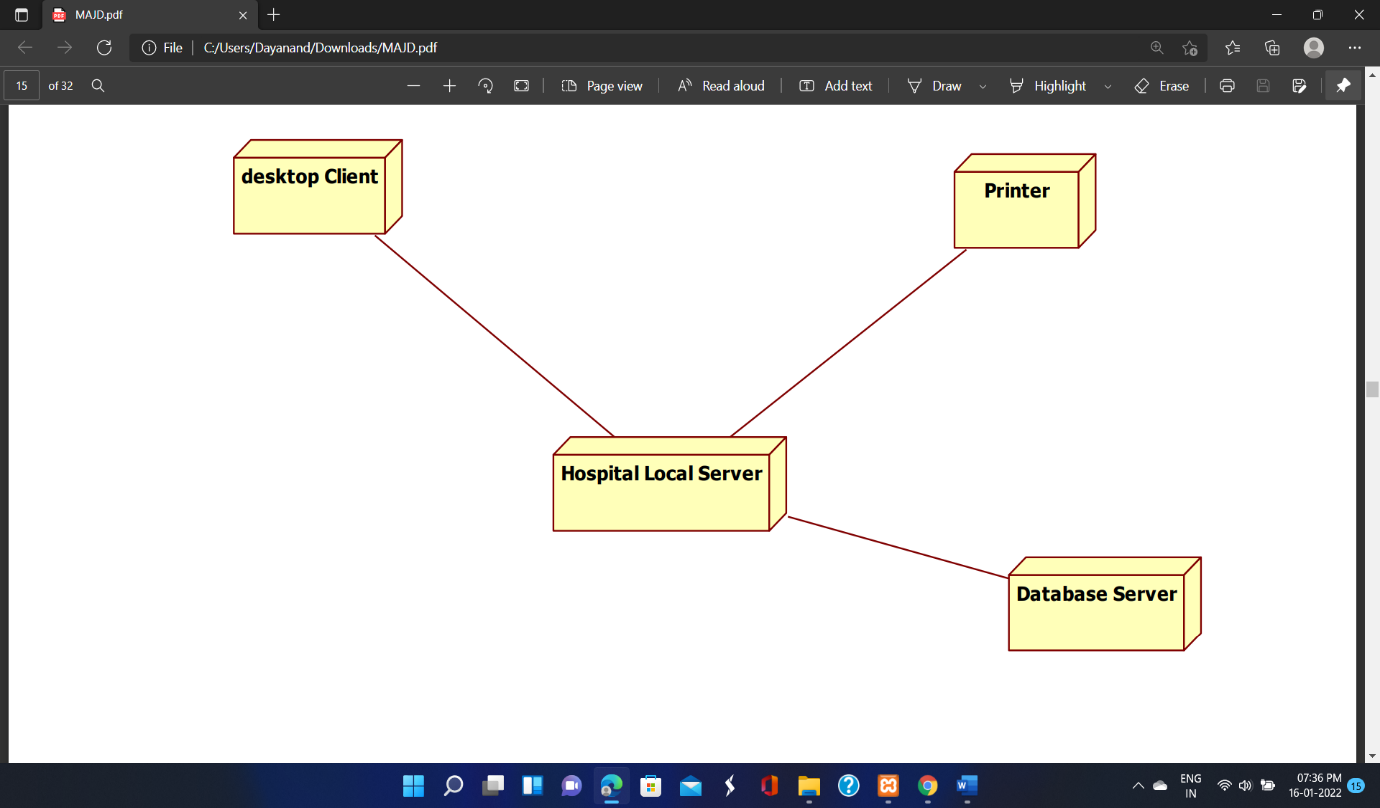 MAJD.pdf
File C:/Users/Dayanand/Downloads/MAJD.pdf
15 of 32 Page view Read aloud Add text Draw Highlight Erase
desktop Client
Printer
Hospital Local Server
Database Server
ENG
IN
07:36 PM
16-01-2022
15